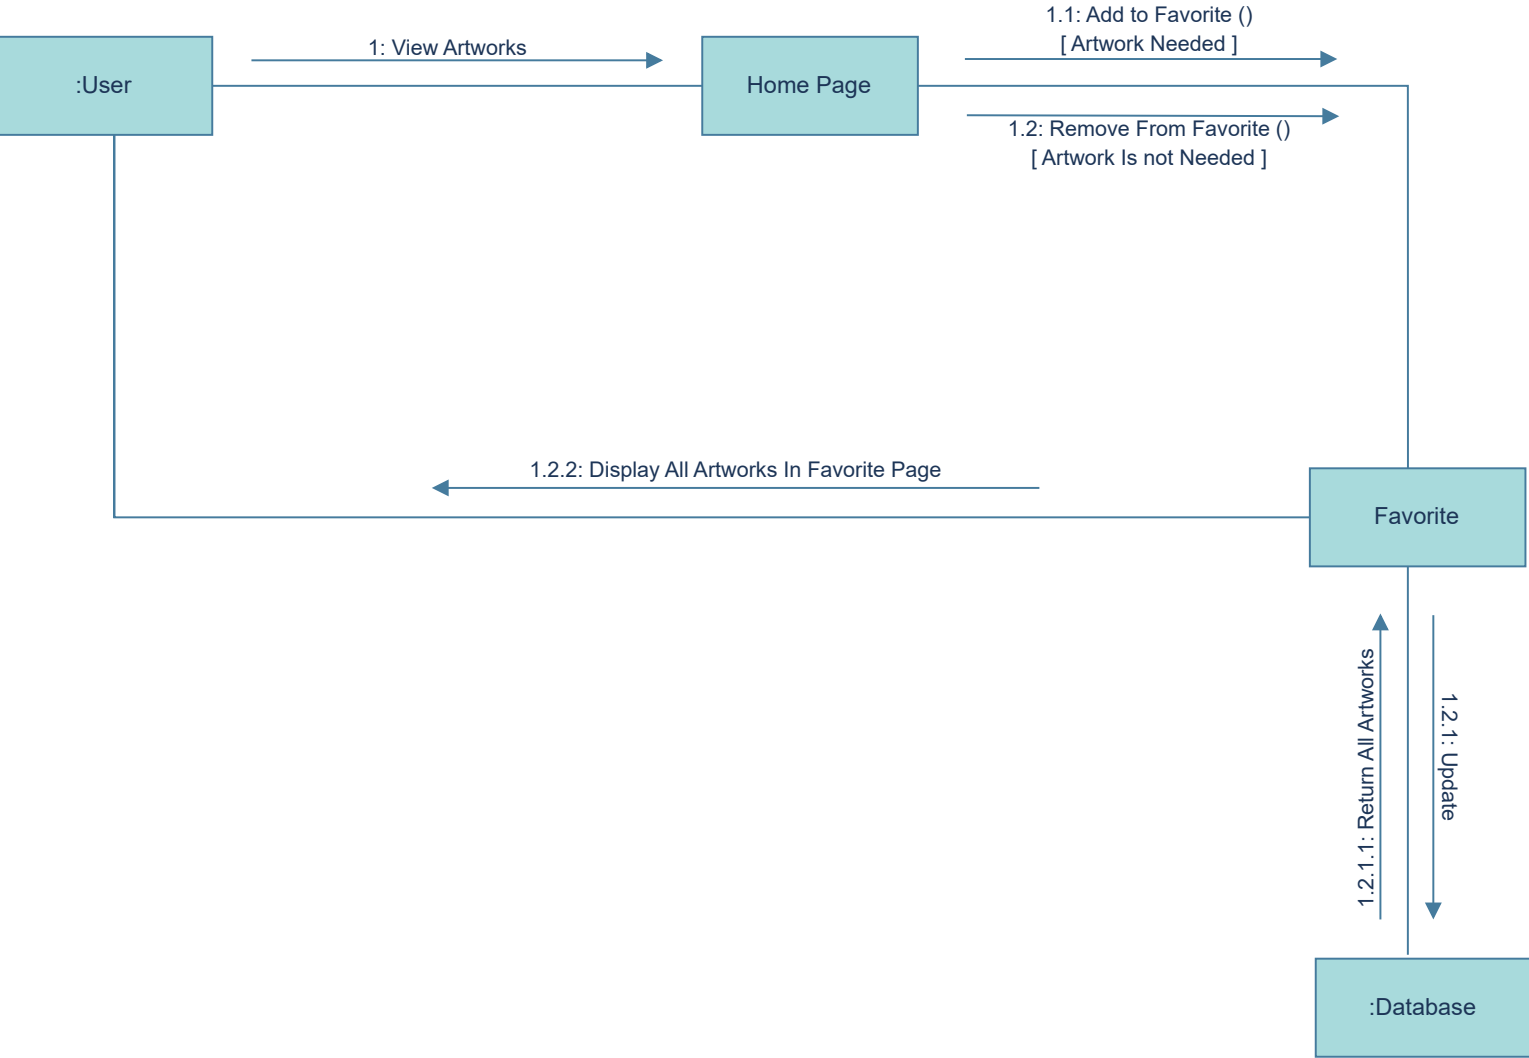 1.1: Add to Favorite ()
[ Artwork Needed ]
1: View Artworks
:User
Home Page
1.2: Remove From Favorite ()
[ Artwork Is not Needed ]
1.2.2: Display All Artworks In Favorite Page
Favorite
1.2.1.1: Return All Artworks
1.2.1: Update
:Database